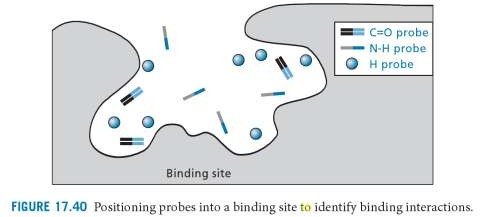 C=O probe
N-H probe
H probe
Binding site
FIGURE 17.40 Positioning probes into a binding site to identify binding interactions.